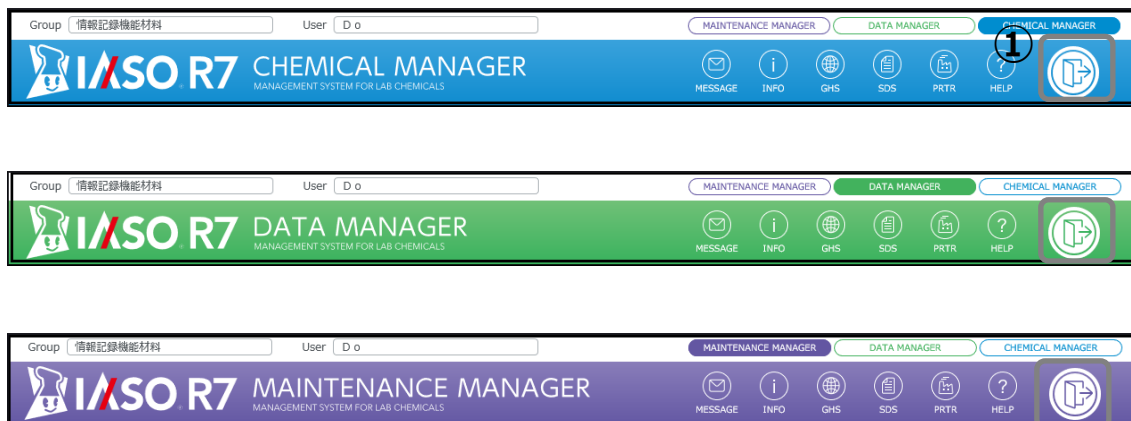 Group 情報記録機能材料 User D o MAINTENANCE MANAGER DATA MANAGER CHEMICAL MANAGER
①
IASO R7 CHEMICAL MANAGER
MANAGEMENT SYSTEM FOR LAB CHEMICALS
MESSAGE INFO GHS SDS PRTR HELP
Group 情報記録機能材料 User D o MAINTENANCE MANAGER DATA MANAGER CHEMICAL MANAGER
IASO R7 DATA MANAGER
MANAGEMENT SYSTEM FOR LAB CHEMICALS
MESSAGE INFO GHS SDS PRTR HELP
Group 情報記録機能材料 User D o MAINTENANCE MANAGER DATA MANAGER CHEMICAL MANAGER
IASO R7 MAINTENANCE MANAGER
MANAGEMENT SYSTEM FOR LAB CHEMICALS
MESSAGE INFO GHS SDS PRTR HELP